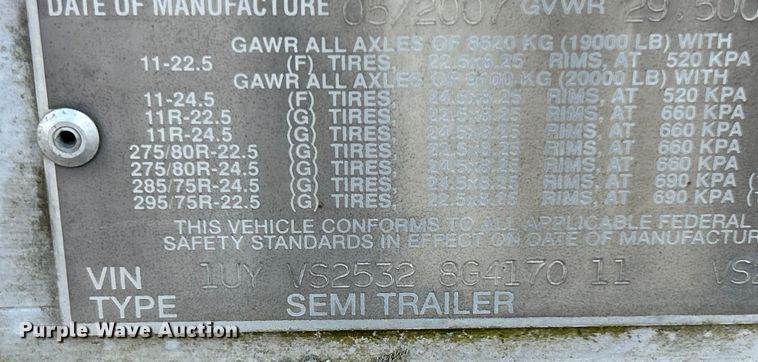 DATE OF MANUFACTURE 05/2007 GVWR 29,500
GAWR ALL AXLES OF 8520 KG (19000 LB) WITH
11-22.5 (F) TIRES, 22.5x8.25 RIMS, AT 520 KPA
GAWR ALL AXLES OF 9100 KG (20000 LB) WITH
11-24.5 (F) TIRES, 24.5x8.25 RIMS, AT 520 KPA
11R-22.5 (G) TIRES, 22.5x8.25 RIMS, AT 660 KPA
11R-24.5 (G) TIRES, 24.5x8.25 RIMS, AT 660 KPA
275/80R-22.5 (G) TIRES, 22.5x8.25 RIMS, AT 660 KPA
275/80R-24.5 (G) TIRES, 24.5x8.25 RIMS, AT 660 KPA
285/75R-24.5 (G) TIRES, 24.5x8.25 RIMS, AT 690 KPA
295/75R-22.5 (G) TIRES, 22.5x8.25 RIMS, AT 690 KPA
THIS VEHICLE CONFORMS TO ALL APPLICABLE FEDERAL
SAFETY STANDARDS IN EFFECT ON DATE OF MANUFACTUR
VIN 1UY VS2532 8G4170 11 VS2
TYPE SEMI TRAILER
Purple Wave Auction
Purple Wave Auction